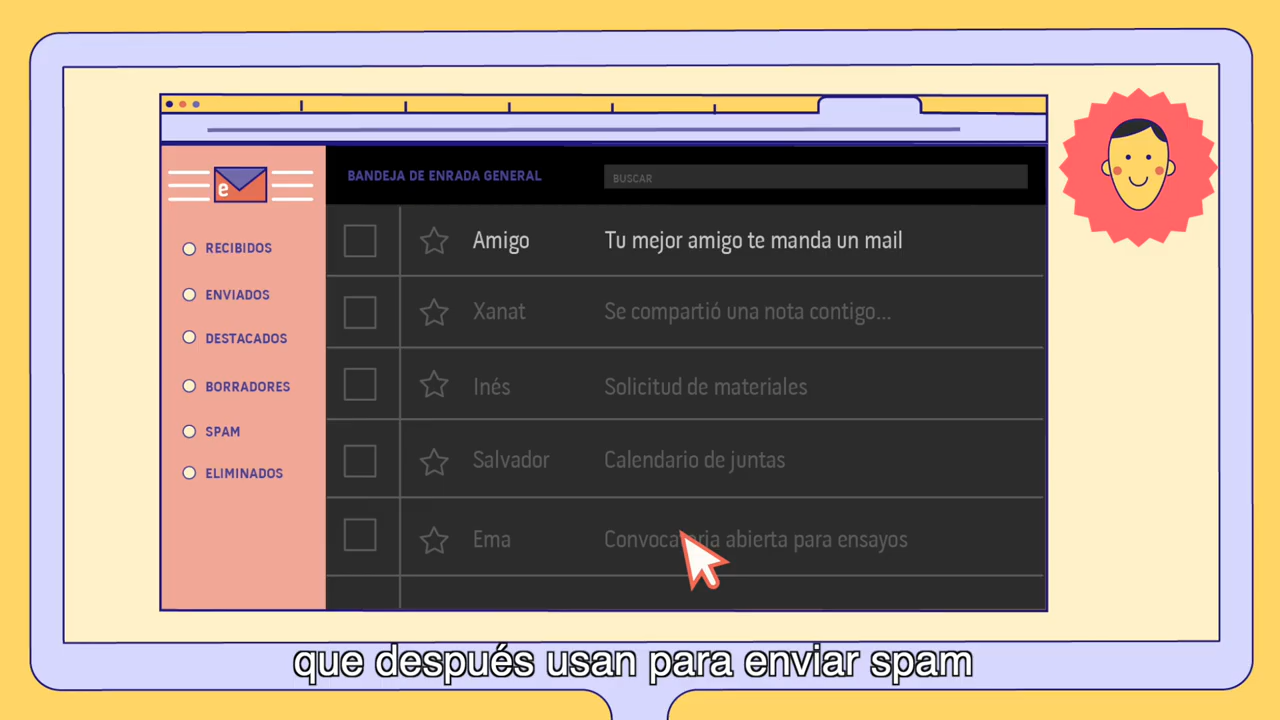 BANDEJA DE ENRADA GENERAL
BUSCAR
e
RECIBIDOS
ENVIADOS
DESTACADOS
BORRADORES
SPAM
ELIMINADOS
Amigo Tu mejor amigo te manda un mail
Xanat Se compartió una nota contigo...
Inés Solicitud de materiales
Salvador Calendario de juntas
Ema Convocatoria abierta para ensayos
que después usan para enviar spam